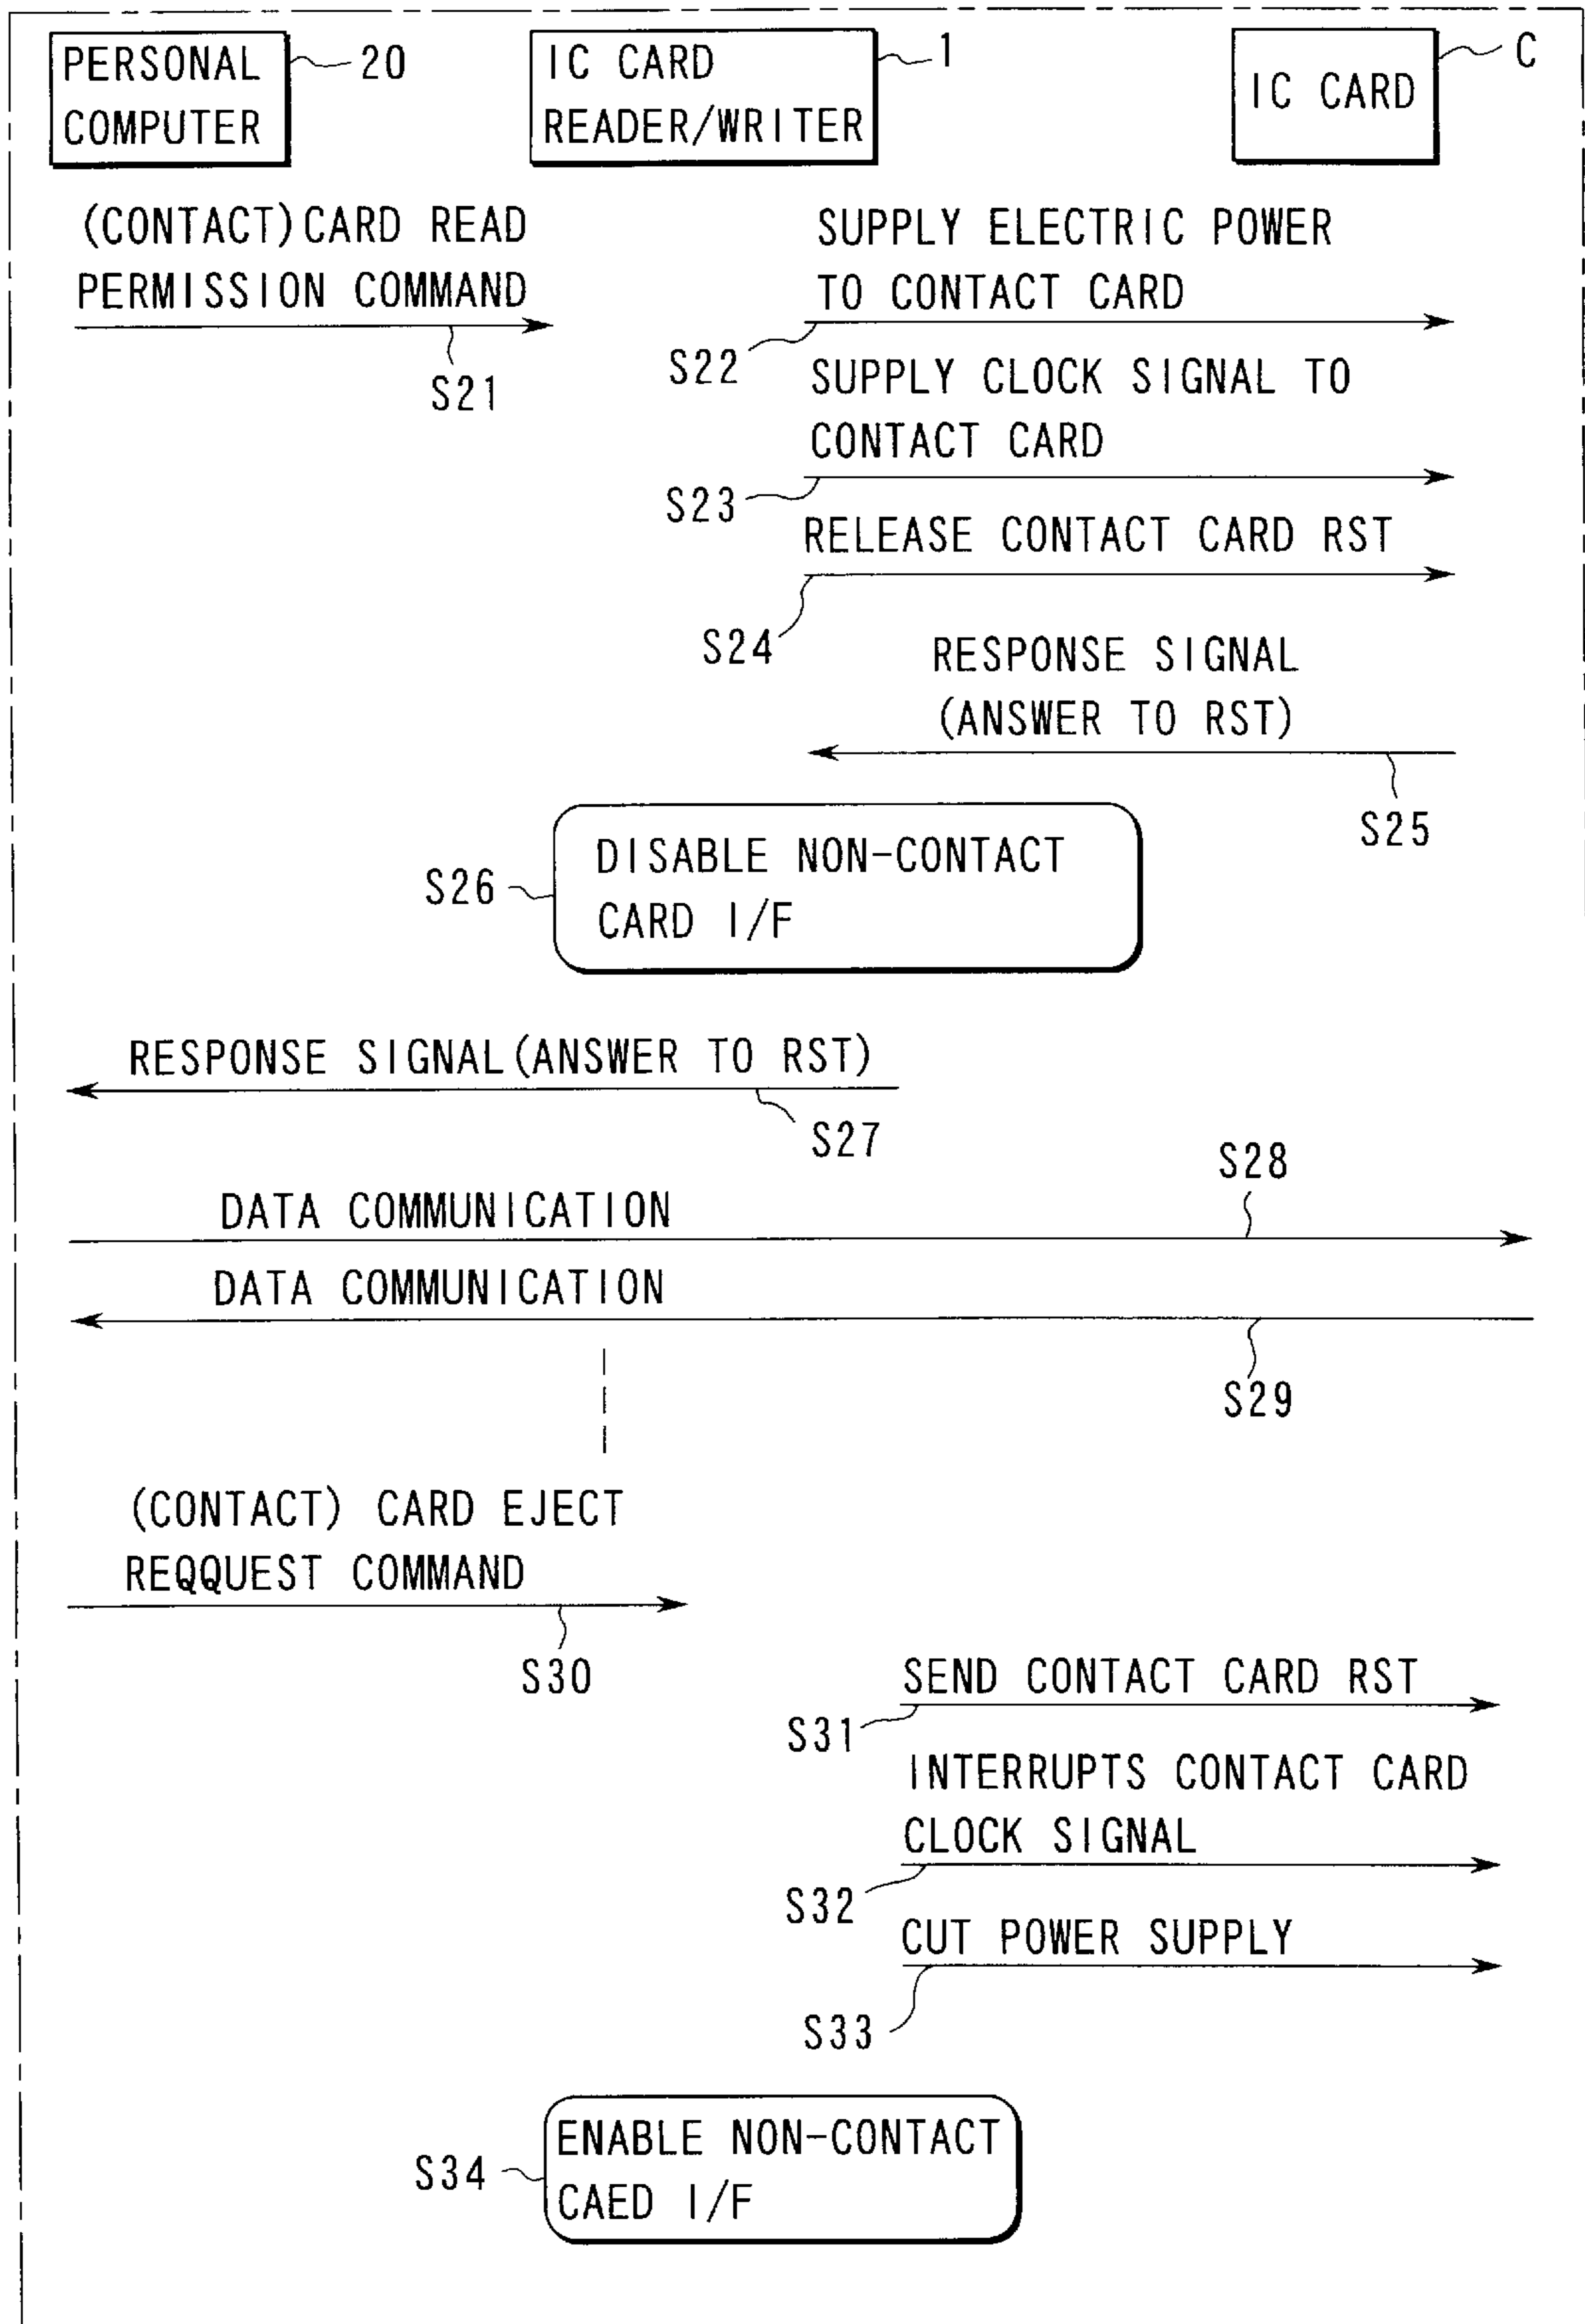 PERSONAL
COMPUTER
20
IC CARD
READER/WRITER
1
IC CARD
C
(CONTACT)CARD READ
PERMISSION COMMAND
S21
SUPPLY ELECTRIC POWER
TO CONTACT CARD
S22
SUPPLY CLOCK SIGNAL TO
CONTACT CARD
S23
RELEASE CONTACT CARD RST
S24
RESPONSE SIGNAL
(ANSWER TO RST)
S25
DISABLE NON-CONTACT
CARD I/F
S26
RESPONSE SIGNAL(ANSWER TO RST)
S27
S28
DATA COMMUNICATION
DATA COMMUNICATION
S29
(CONTACT) CARD EJECT
REQQUEST COMMAND
S30
SEND CONTACT CARD RST
S31
INTERRUPTS CONTACT CARD
CLOCK SIGNAL
S32
CUT POWER SUPPLY
S33
ENABLE NON-CONTACT
CAED I/F
S34